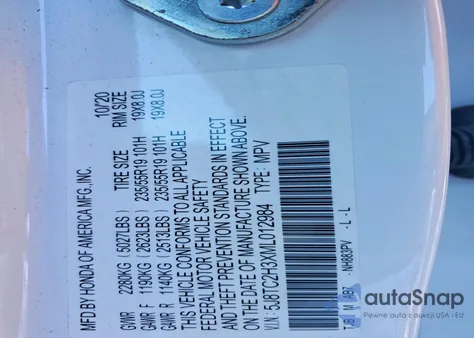 MFD BY HONDA OF AMERICA MFG., INC. 10/20
TIRE SIZE RIM SIZE
GVWR 2280KG (5027LBS)
GAWR F 1190KG (2623LBS) 235/55R19 101H 19X8.0J
GAWR R 1140KG (2513LBS) 235/55R19 101H 19X8.0J
THIS VEHICLE CONFORMS TO ALL APPLICABLE
FEDERAL MOTOR VEHICLE SAFETY
AND THEFT PREVENTION STANDARDS IN EFFECT
ON THE DATE OF MANUFACTURE SHOWN ABOVE.
V.I.N.: 5J8TC2H3XML012984 TYPE: MPV
NH883PV - L - L
autoSnap
Pewne auta z aukcji USA i EU